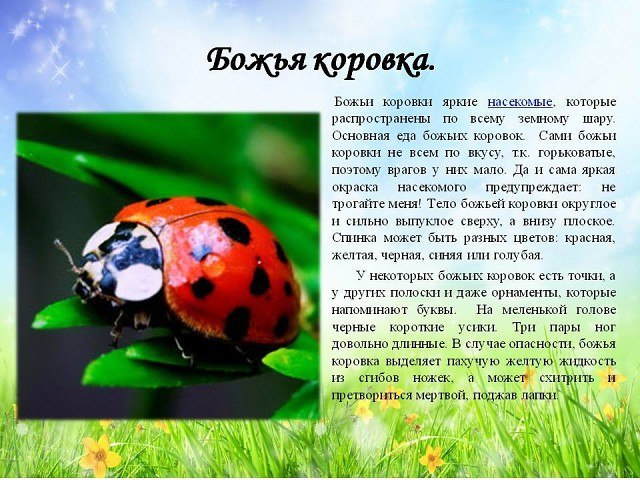 Божья коровка.
Божьи коровки яркие насекомые, которые
распространены по всему земному шару.
Основная еда божьих коровок. Сами божьи
коровки не всем по вкусу, т.к. горьковатые,
поэтому врагов у них мало. Да и сама яркая
окраска насекомого предупреждает: не
трогайте меня! Тело божьей коровки округлое
и сильно выпуклое сверху, а внизу плоское.
Спинка может быть разных цветов: красная,
желтая, черная, синяя или голубая.
У некоторых божьих коровок есть точки, а
у других полоски и даже орнаменты, которые
напоминают буквы. На меленькой голове
черные короткие усики. Три пары ног
довольно длинные. В случае опасности, божья
коровка выделяет пахучую желтую жидкость
из сгибов ножек, а может схитрить и
претвориться мертвой, поджав лапки.